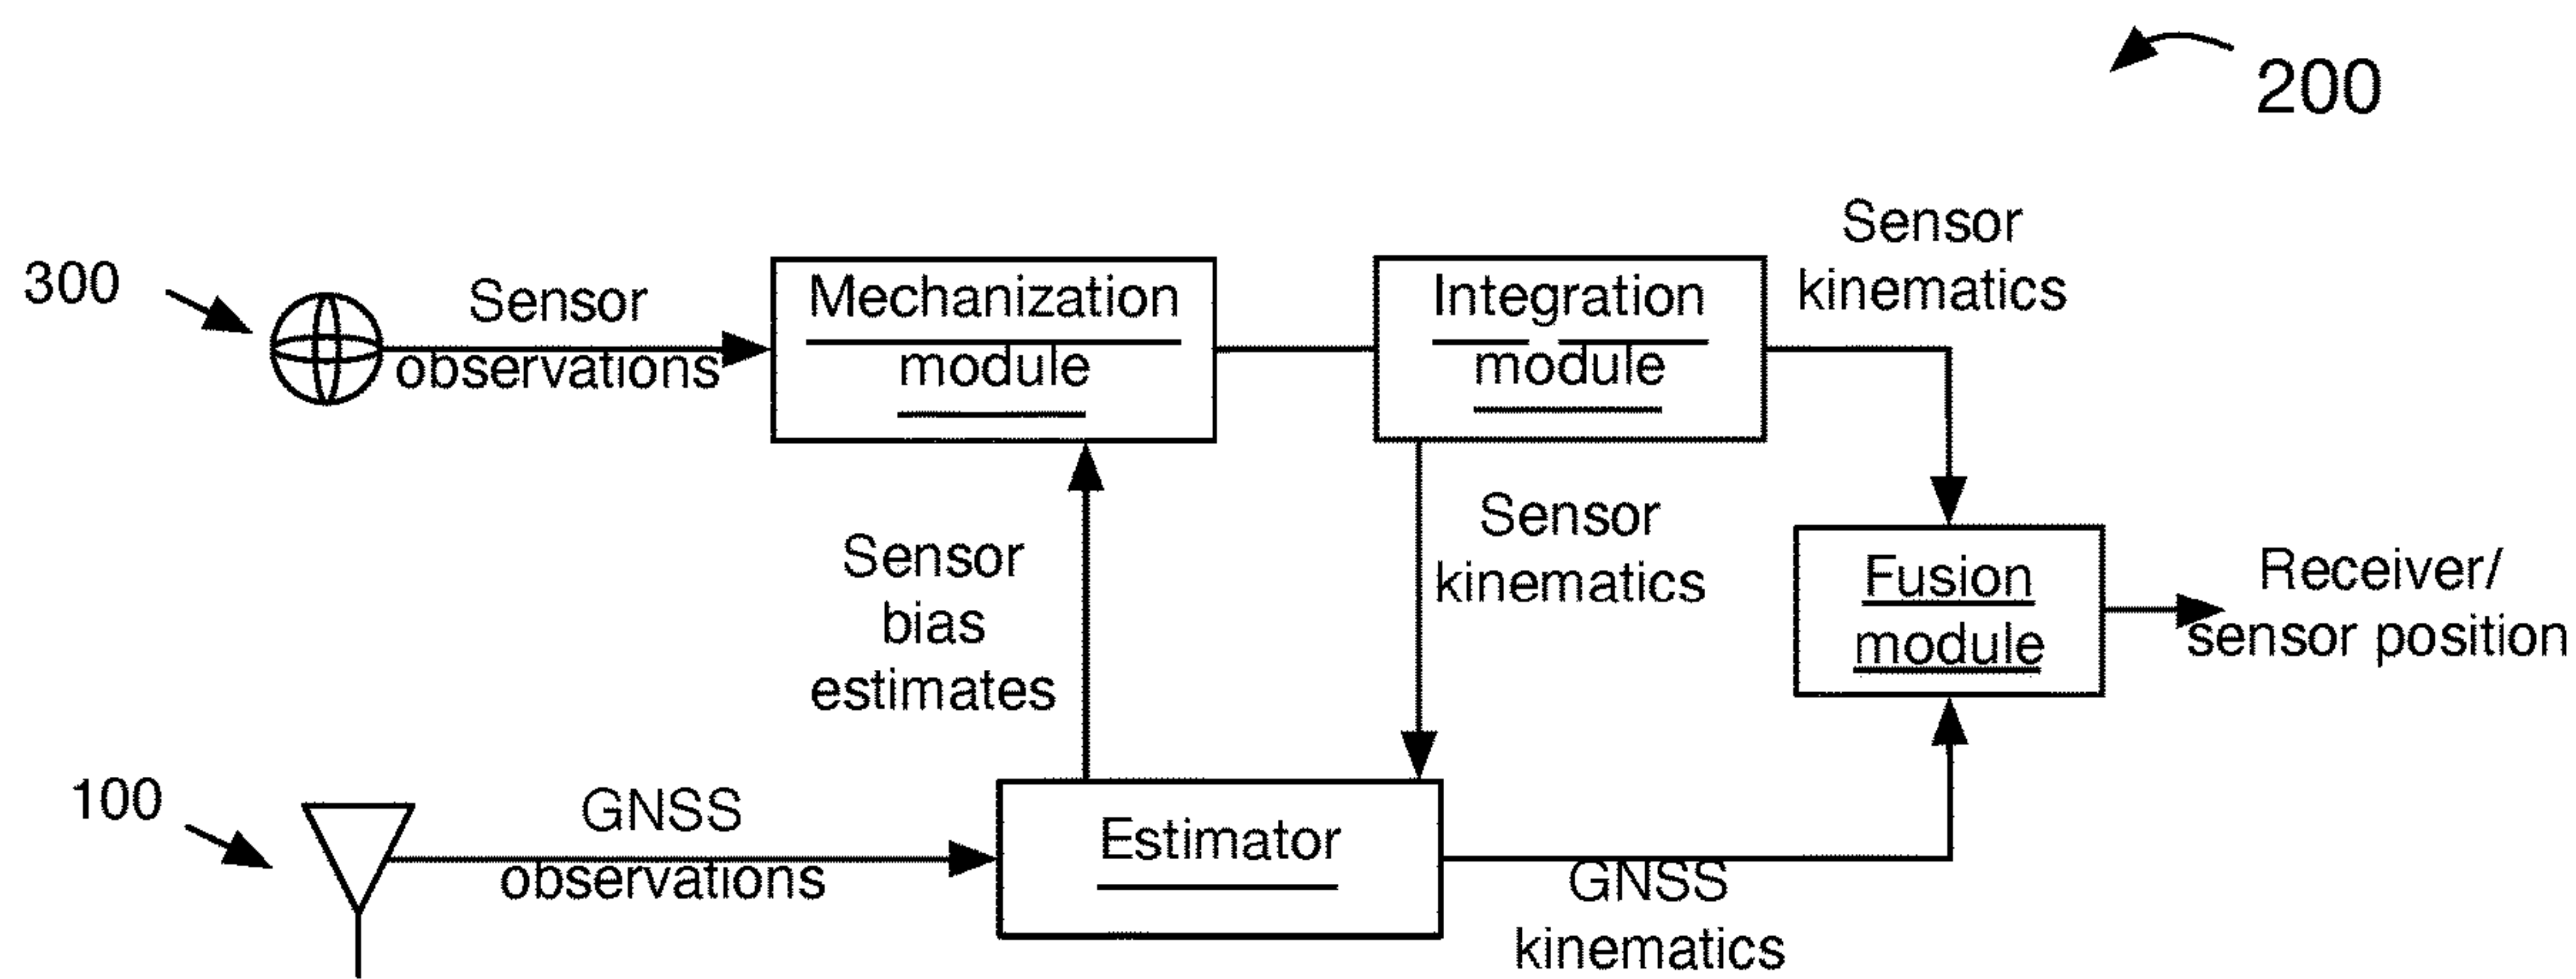 200
Sensor
kinematics
300
Sensor
observations
Mechanization
module
Integration
module
Sensor
kinematics
Sensor
bias
estimates
Fusion
module
Receiver/
sensor position
100
GNSS
observations
Estimator
GNSS
kinematics